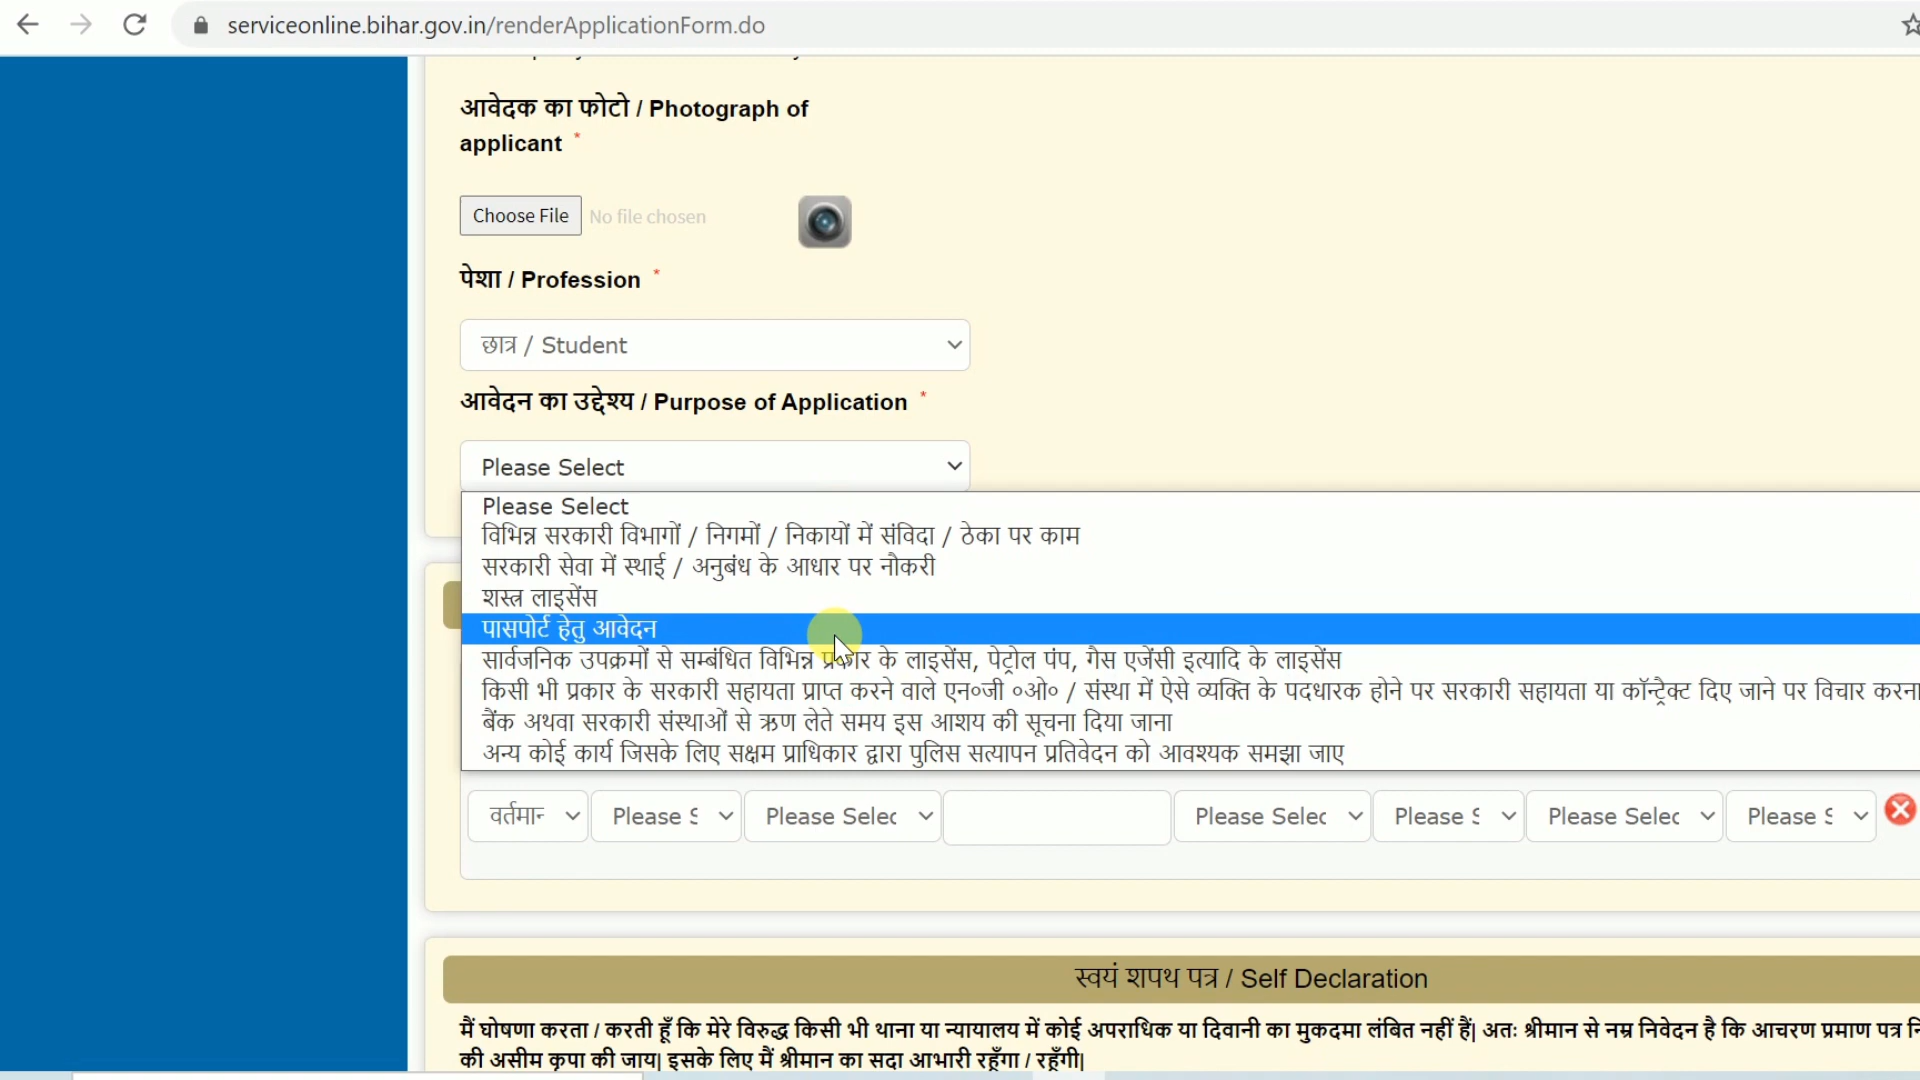 serviceonline.bihar.gov.in/renderApplicationForm.do
आवेदक का फोटो / Photograph of
applicant *
Choose File No file chosen
पेशा / Profession *
छात्र / Student
आवेदन का उद्देश्य / Purpose of Application *
Please Select
Please Select
विभिन्न सरकारी विभागों / निगमों / निकायों में संविदा / ठेका पर काम
सरकारी सेवा में स्थाई / अनुबंध के आधार पर नौकरी
शस्त्र लाइसेंस
पासपोर्ट हेतु आवेदन
सार्वजनिक उपक्रमों से सम्बंधित विभिन्न प्रकार के लाइसेंस, पेट्रोल पंप, गैस एजेंसी इत्यादि के लाइसेंस
किसी भी प्रकार के सरकारी सहायता प्राप्त करने वाले एन०जी ०ओ० / संस्था में ऐसे व्यक्ति के पदधारक होने पर सरकारी सहायता या कॉन्ट्रैक्ट दिए जाने पर विचार करना
बैंक अथवा सरकारी संस्थाओं से ऋण लेते समय इस आशय की सूचना दिया जाना
अन्य कोई कार्य जिसके लिए सक्षम प्राधिकार द्वारा पुलिस सत्यापन प्रतिवेदन को आवश्यक समझा जाए
वर्तमान Please S Please Selec Please Selec Please S Please Selec Please S
स्वयं शपथ पत्र / Self Declaration
मैं घोषणा करता / करती हूँ कि मेरे विरुद्ध किसी भी थाना या न्यायालय में कोई अपराधिक या दिवानी का मुकदमा लंबित नहीं हैं| अतः श्रीमान से नम्र निवेदन है कि आचरण प्रमाण पत्र
की असीम कृपा की जाय| इसके लिए मैं श्रीमान का सदा आभारी रहूँगा / रहूँगी|